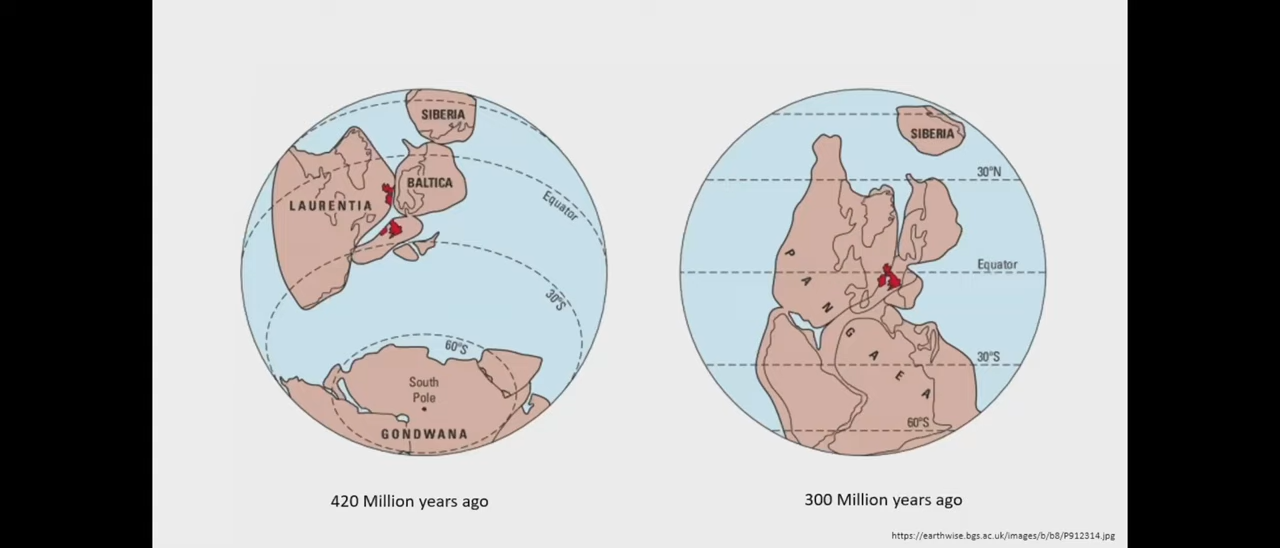 SIBERIA
LAURENTIA
BALTICA
Equator
30°S
60°S
South
Pole
GONDWANA
420 Million years ago
SIBERIA
30°N
Equator
PANGAEA
30°S
60°S
300 Million years ago
https://earthwise.bgs.ac.uk/images/b/b8/P912314.jpg